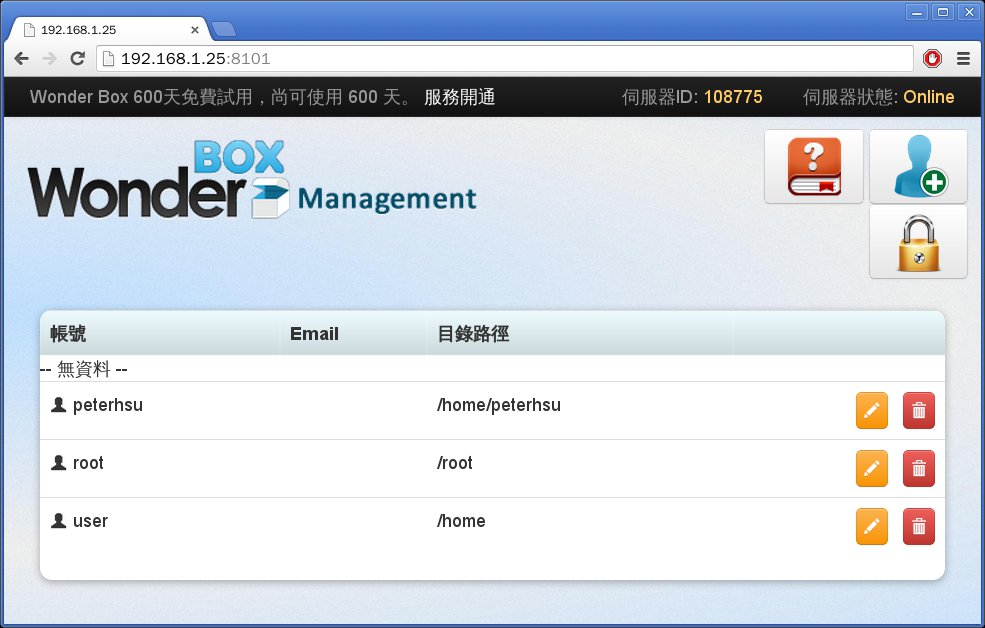 192.168.1.25
192.168.1.25:8101
Wonder Box 600天免費試用，尚可使用 600 天。 服務開通 伺服器ID: 108775 伺服器狀態: Online
BOX
Wonder Management
帳號 Email 目錄路徑
-- 無資料 --
peterhsu /home/peterhsu
root /root
user /home